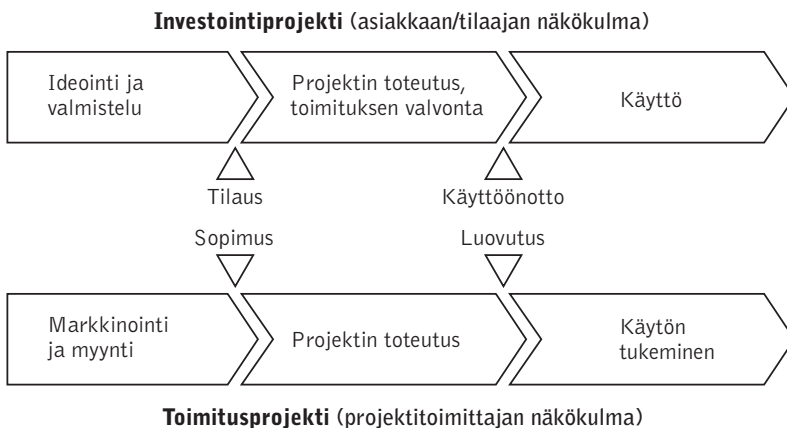 Investointiprojekti (asiakkaan/tilaajan näkökulma)
Ideointi ja
valmistelu
Projektin toteutus,
toimituksen valvonta
Käyttö
Tilaus
Käyttöönotto
Sopimus
Luovutus
Markkinointi
ja myynti
Projektin toteutus
Käytön
tukeminen
Toimitusprojekti (projektitoimittajan näkökulma)